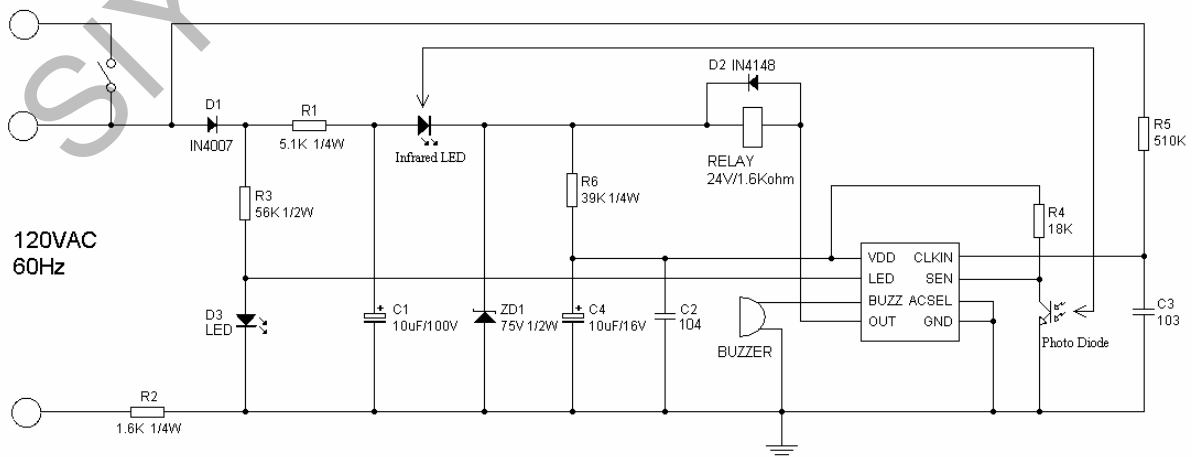 SIY
D2 IN4148
D1
IN4007
R1
5.1K 1/4W
Infrared LED
RELAY
24V/1.6Kohm
R5
510K
R3
56K 1/2W
R6
39K 1/4W
R4
18K
120VAC
60Hz
VDD CLKIN
LED SEN
BUZZ ACSEL
OUT GND
D3
LED
C1
10uF/100V
ZD1
75V 1/2W
C4
10uF/16V
C2
104
BUZZER
C3
103
Photo Diode
R2
1.6K 1/4W
+
+